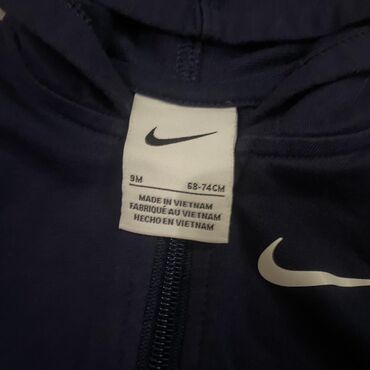 9M 68-74CM
MADE IN VIETNAM
FABRIQUÉ AU VIETNAM
HECHO EN VIETNAM